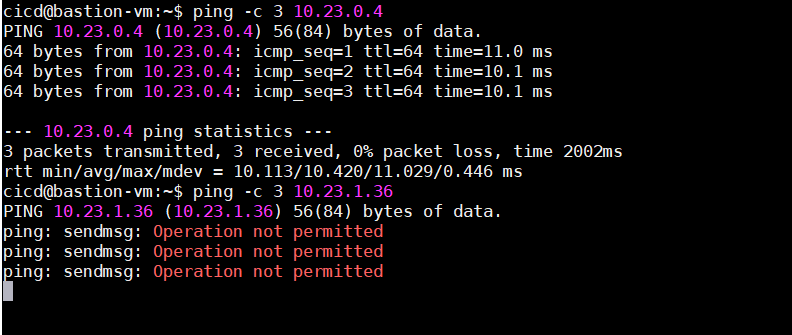 cicd@bastion-vm:~$ ping -c 3 10.23.0.4
PING 10.23.0.4 (10.23.0.4) 56(84) bytes of data.
64 bytes from 10.23.0.4: icmp_seq=1 ttl=64 time=11.0 ms
64 bytes from 10.23.0.4: icmp_seq=2 ttl=64 time=10.1 ms
64 bytes from 10.23.0.4: icmp_seq=3 ttl=64 time=10.1 ms

--- 10.23.0.4 ping statistics ---
3 packets transmitted, 3 received, 0% packet loss, time 2002ms
rtt min/avg/max/mdev = 10.113/10.420/11.029/0.446 ms
cicd@bastion-vm:~$ ping -c 3 10.23.1.36
PING 10.23.1.36 (10.23.1.36) 56(84) bytes of data.
ping: sendmsg: Operation not permitted
ping: sendmsg: Operation not permitted
ping: sendmsg: Operation not permitted